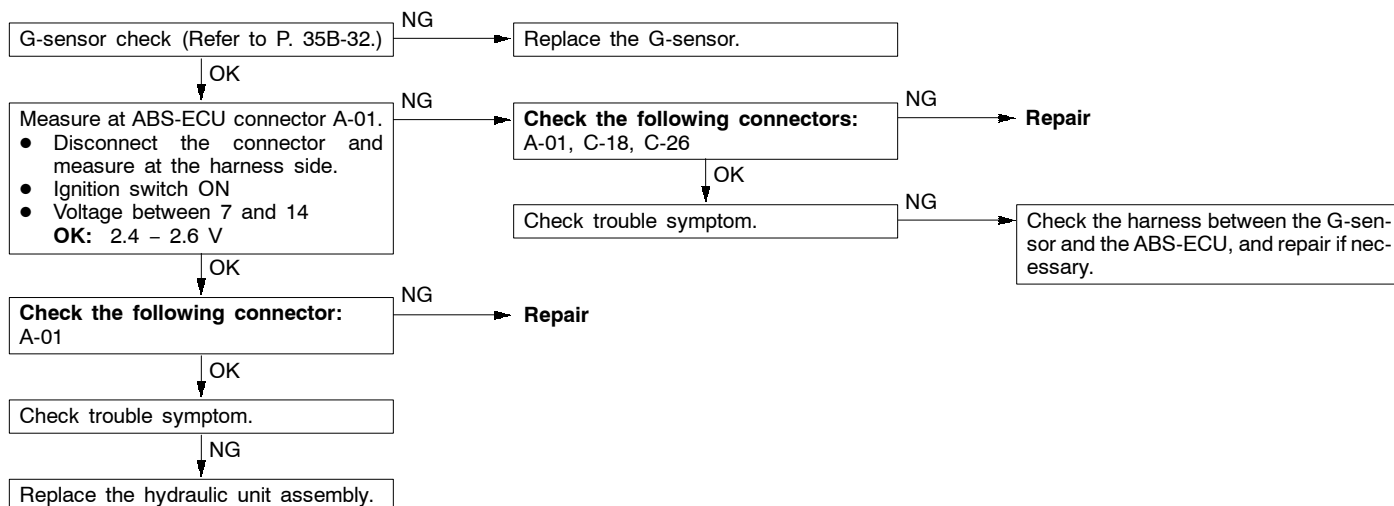 G-sensor check (Refer to P. 35B-32.)
NG
Replace the G-sensor.
OK
Measure at ABS-ECU connector A-01.
● Disconnect the connector and
measure at the harness side.
● Ignition switch ON
● Voltage between 7 and 14
OK: 2.4 – 2.6 V
NG
Check the following connectors:
A-01, C-18, C-26
NG
Repair
OK
Check trouble symptom.
NG
Check the harness between the G-sen-
sor and the ABS-ECU, and repair if nec-
essary.
OK
Check the following connector:
A-01
NG
Repair
OK
Check trouble symptom.
NG
Replace the hydraulic unit assembly.